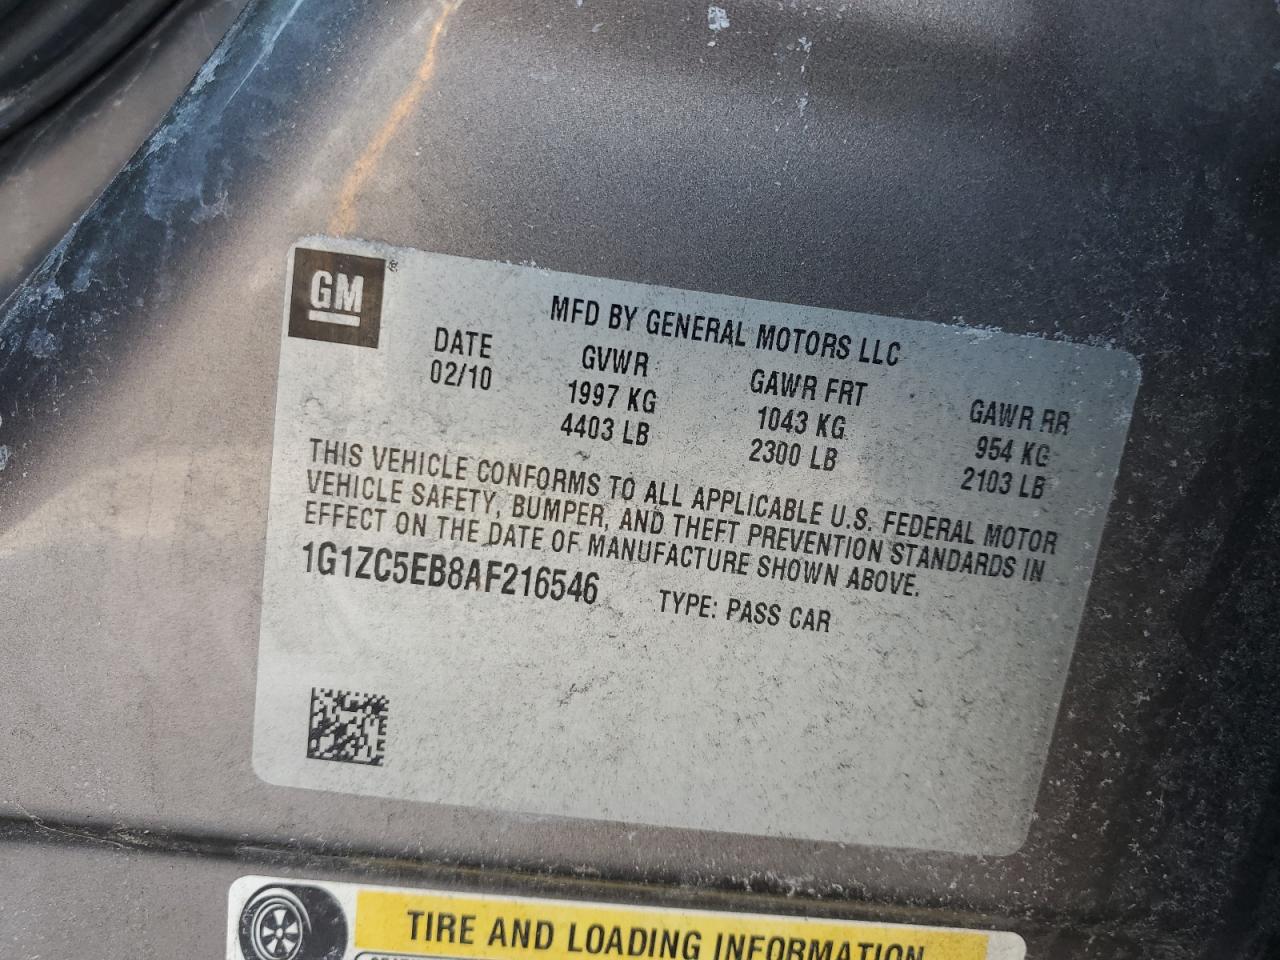 GM
MFD BY GENERAL MOTORS LLC
DATE GVWR GAWR FRT GAWR RR
02/10 1997 KG 1043 KG 954 KG
4403 LB 2300 LB 2103 LB
THIS VEHICLE CONFORMS TO ALL APPLICABLE U.S. FEDERAL MOTOR
VEHICLE SAFETY, BUMPER, AND THEFT PREVENTION STANDARDS IN
EFFECT ON THE DATE OF MANUFACTURE SHOWN ABOVE.
1G1ZC5EB8AF216546 TYPE: PASS CAR
TIRE AND LOADING INFORMATION